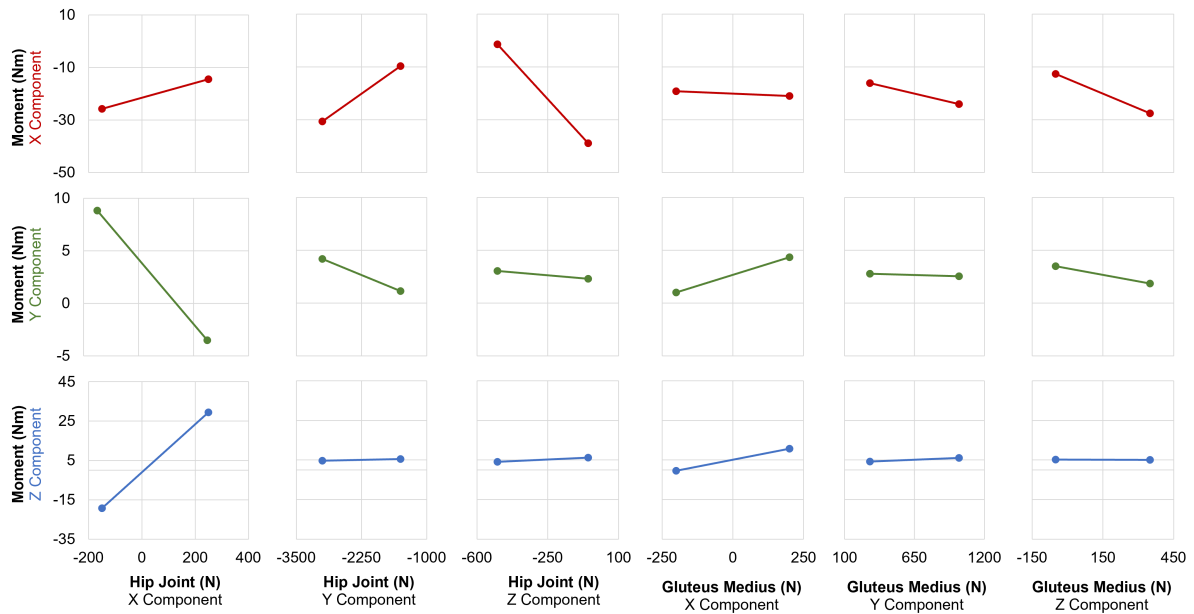 Moment (Nm)
X Component
10
-10
-30
-50
Moment (Nm)
Y Component
10
5
0
-5
Moment (Nm)
Z Component
45
25
5
-15
-35
-200 0 200 400
-3500 -2250 -1000
-600 -250 100
-250 0 250
100 650 1200
-150 150 450
Hip Joint (N)
X Component
Hip Joint (N)
Y Component
Hip Joint (N)
Z Component
Gluteus Medius (N)
X Component
Gluteus Medius (N)
Y Component
Gluteus Medius (N)
Z Component